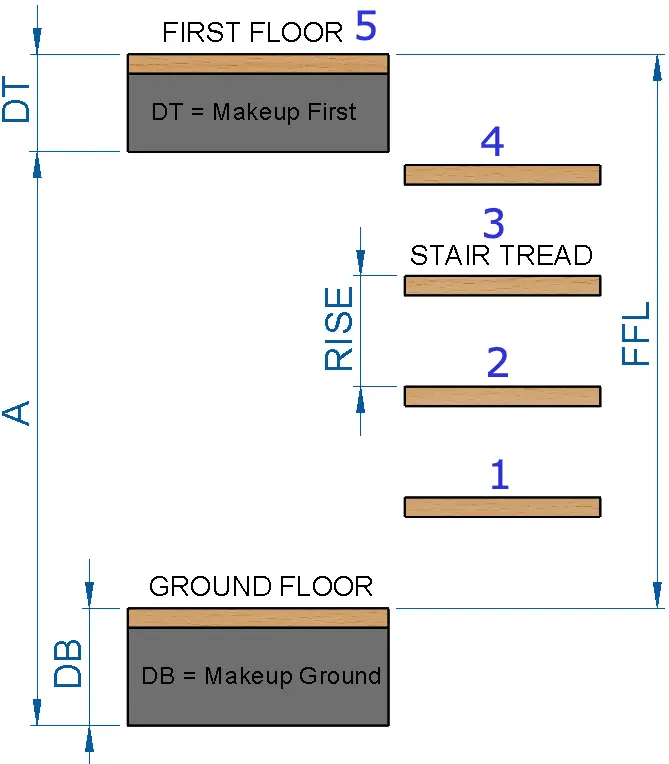 FIRST FLOOR 5
DT
DT = Makeup First
4
3
STAIR TREAD
RISE
FFL
2
A
1
GROUND FLOOR
DB
DB = Makeup Ground